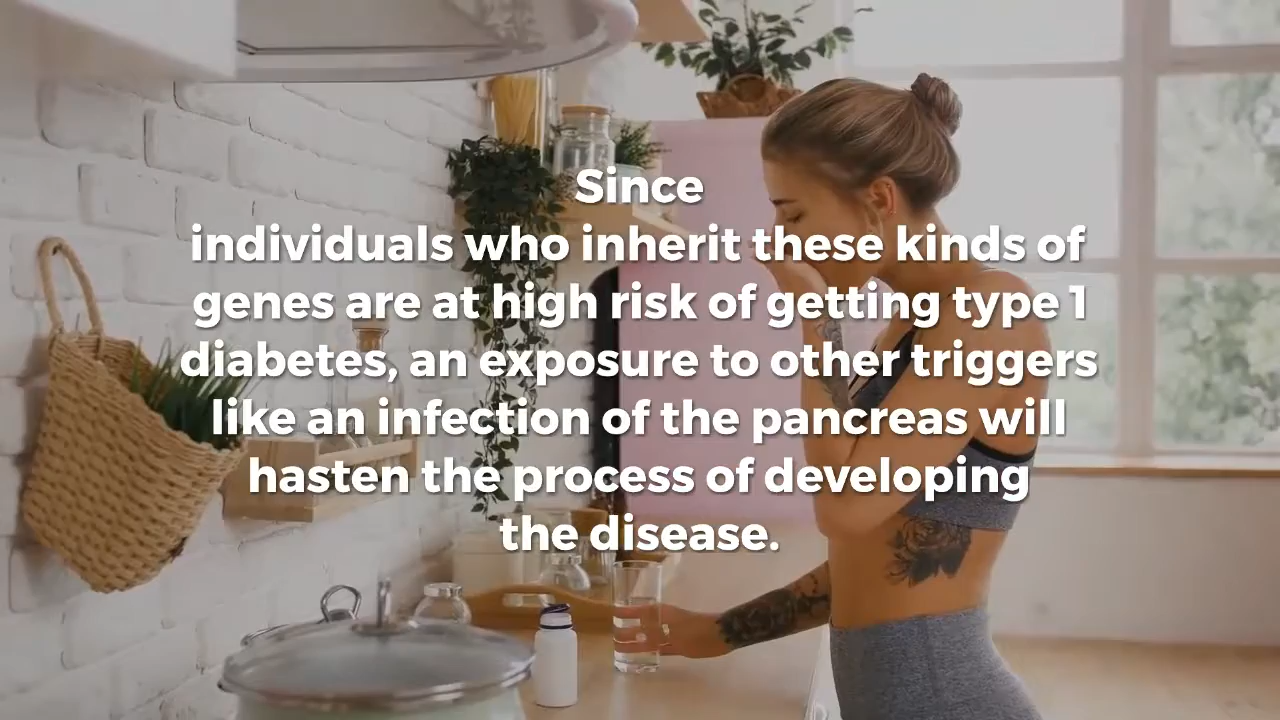 Since
individuals who inherit these kinds of
genes are at high risk of getting type 1
diabetes, an exposure to other triggers
like an infection of the pancreas will
hasten the process of developing
the disease.